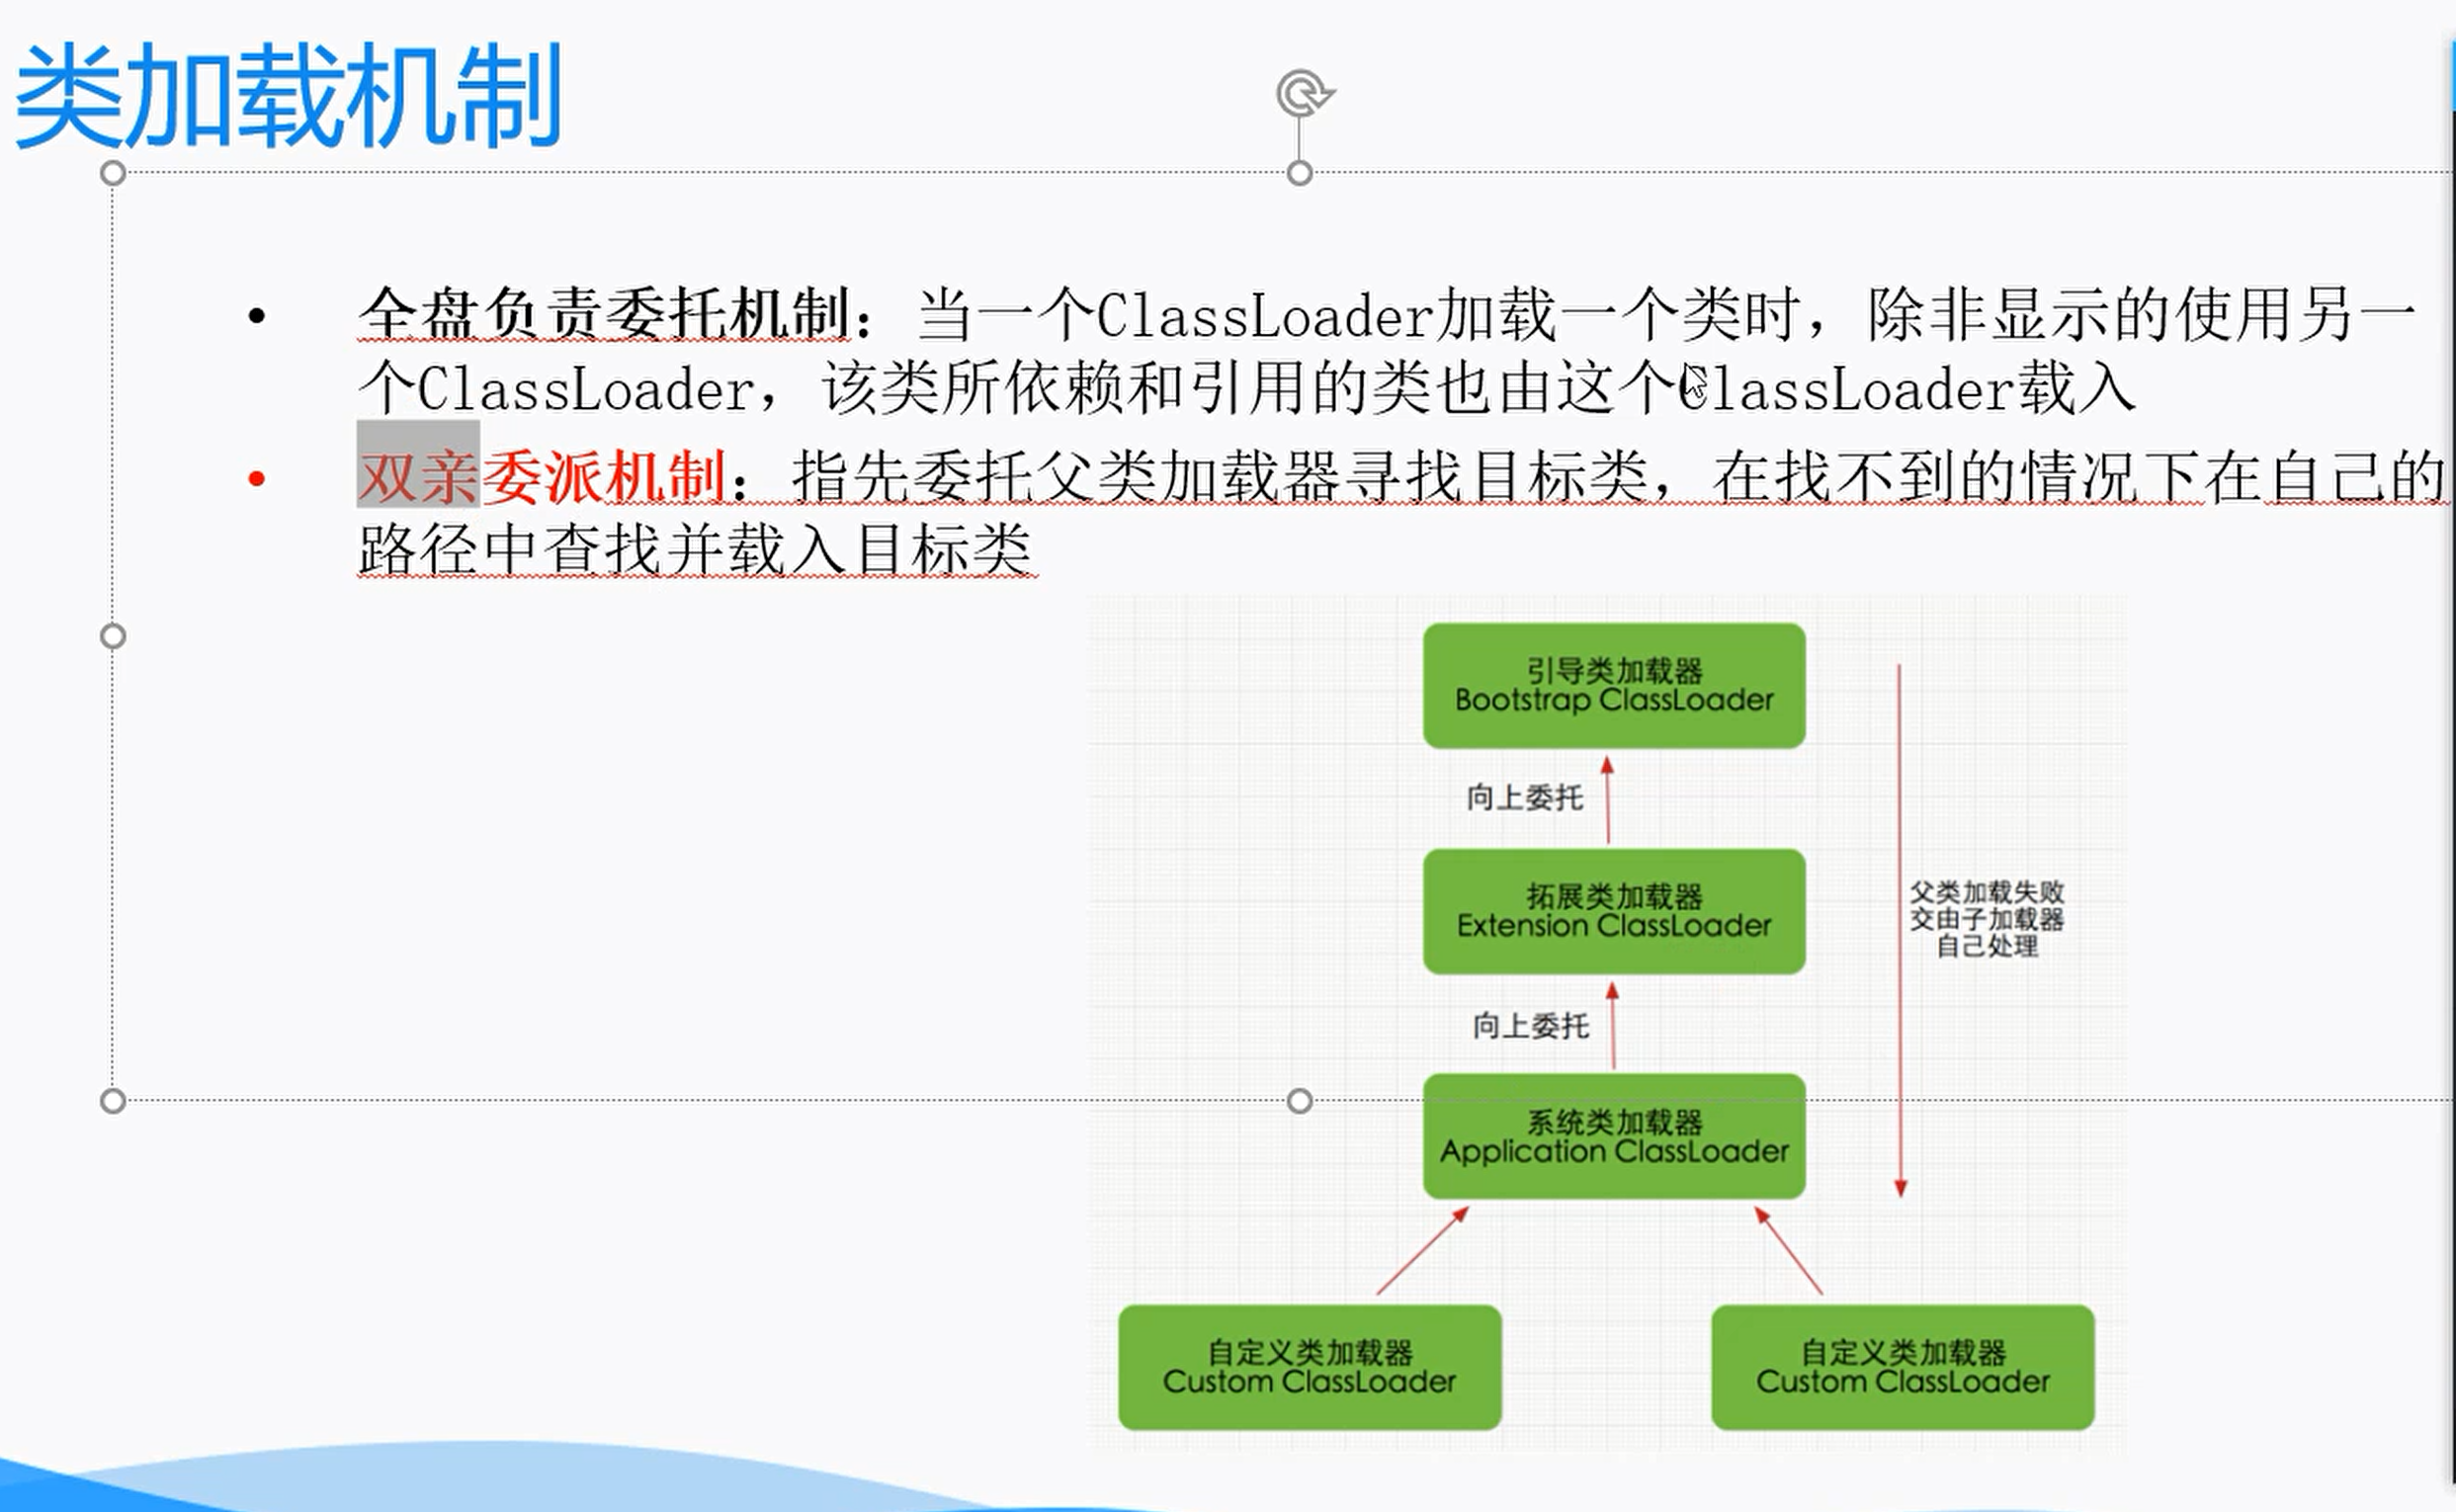 类加载机制
• 全盘负责委托机制：当一个ClassLoader加载一个类时，除非显示的使用另一
个ClassLoader，该类所依赖和引用的类也由这个ClassLoader载入
• 双亲委派机制：指先委托父类加载器寻找目标类，在找不到的情况下在自己的
路径中查找并载入目标类
引导类加载器
Bootstrap ClassLoader
向上委托
拓展类加载器
Extension ClassLoader
父类加载失败
交由子加载器
自己处理
向上委托
系统类加载器
Application ClassLoader
自定义类加载器
Custom ClassLoader
自定义类加载器
Custom ClassLoader